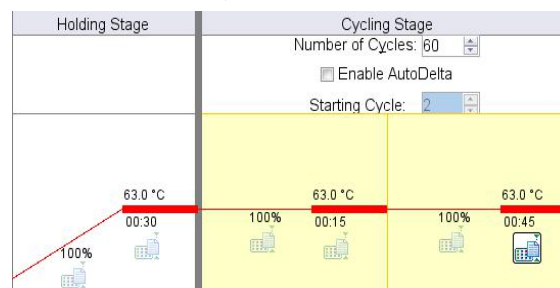 Holding Stage
Cycling Stage
Number of Cycles: 60
Enable AutoDelta
Starting Cycle: 2
63.0 °C
63.0 °C
63.0 °C
00:30
100%
00:15
100%
00:45
100%